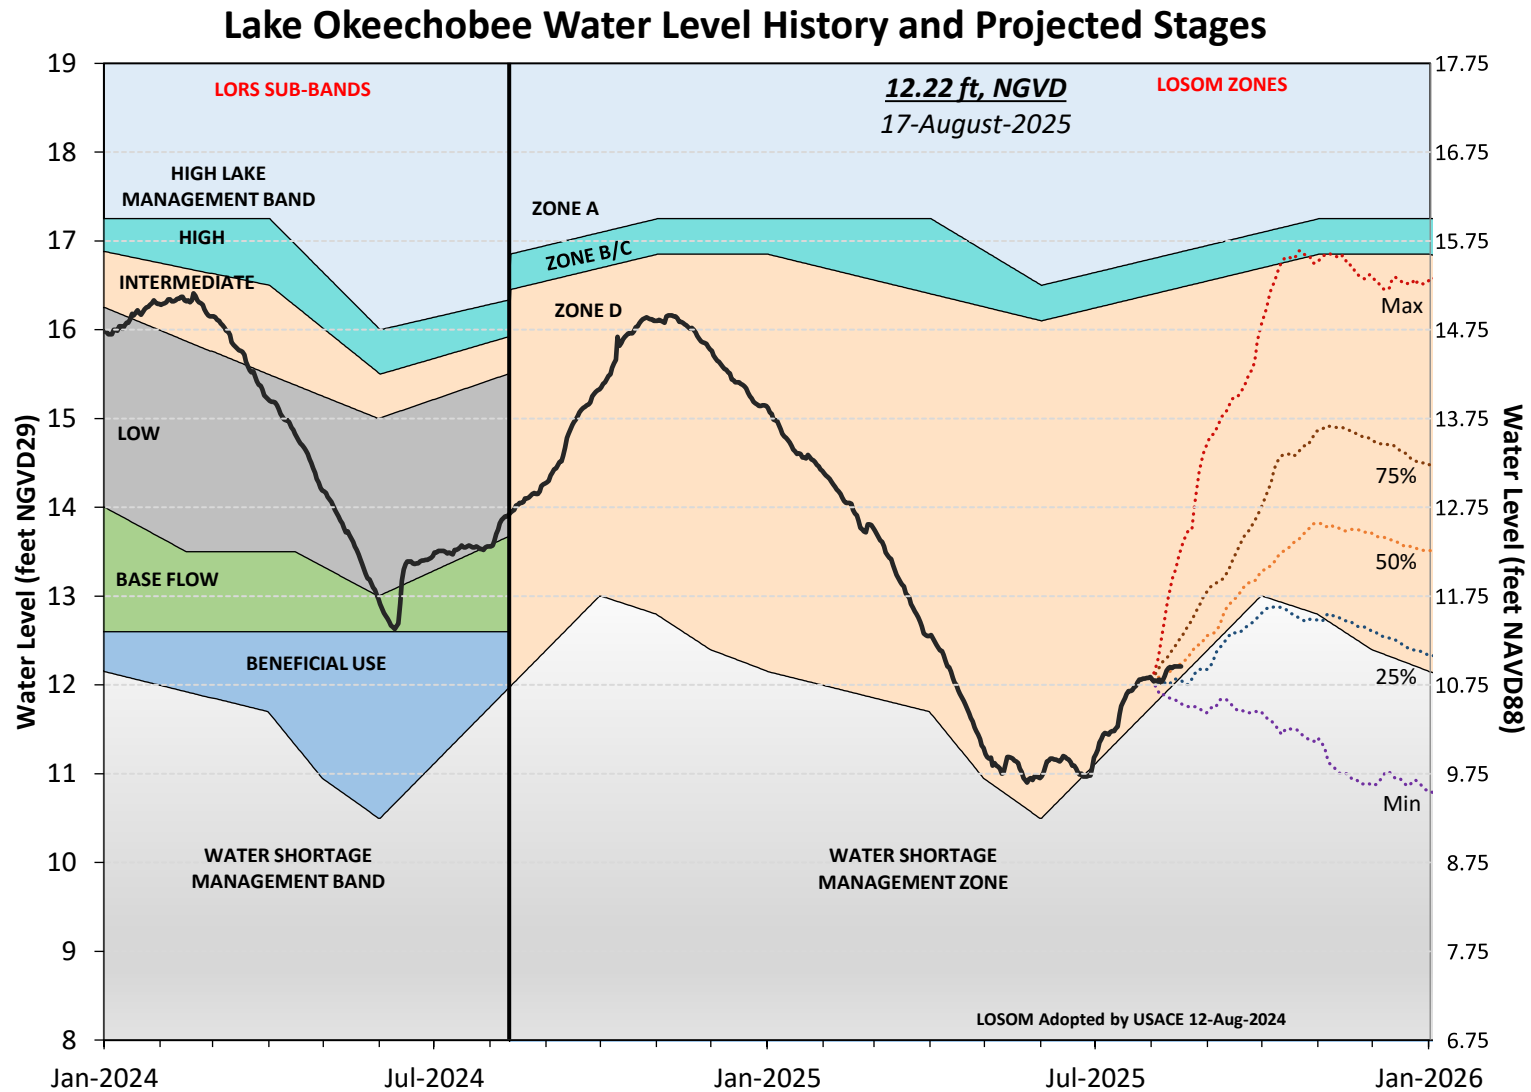 Lake Okeechobee Water Level History and Projected Stages
19
18
17
16
15
14
13
12
11
10
9
8
Water Level (feet NGVD29)
17.75
16.75
15.75
14.75
13.75
12.75
11.75
10.75
9.75
8.75
7.75
6.75
Water Level (feet NAVD88)
LORS SUB-BANDS
12.22 ft, NGVD
17-August-2025
LOSOM ZONES
HIGH LAKE
MANAGEMENT BAND
HIGH
INTERMEDIATE
LOW
BASE FLOW
BENEFICIAL USE
WATER SHORTAGE
MANAGEMENT BAND
ZONE A
ZONE B/C
ZONE D
WATER SHORTAGE
MANAGEMENT ZONE
Max
75%
50%
25%
Min
LOSOM Adopted by USACE 12-Aug-2024
Jan-2024
Jul-2024
Jan-2025
Jul-2025
Jan-2026